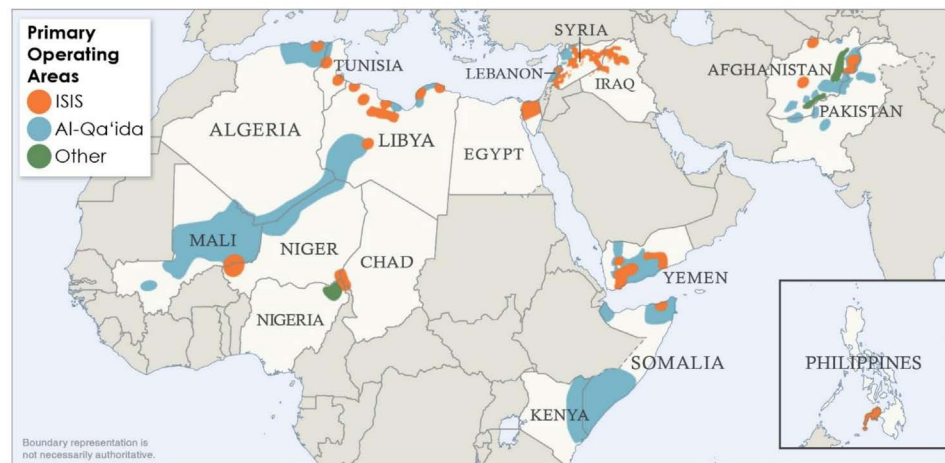 Primary
Operating
Areas
ISIS
Al-Qa‘ida
Other
SYRIA
TUNISIA
LEBANON
IRAQ
AFGHANISTAN
PAKISTAN
ALGERIA
LIBYA
EGYPT
MALI
NIGER
CHAD
YEMEN
NIGERIA
SOMALIA
KENYA
PHILIPPINES
Boundary representation is
not necessarily authoritative.